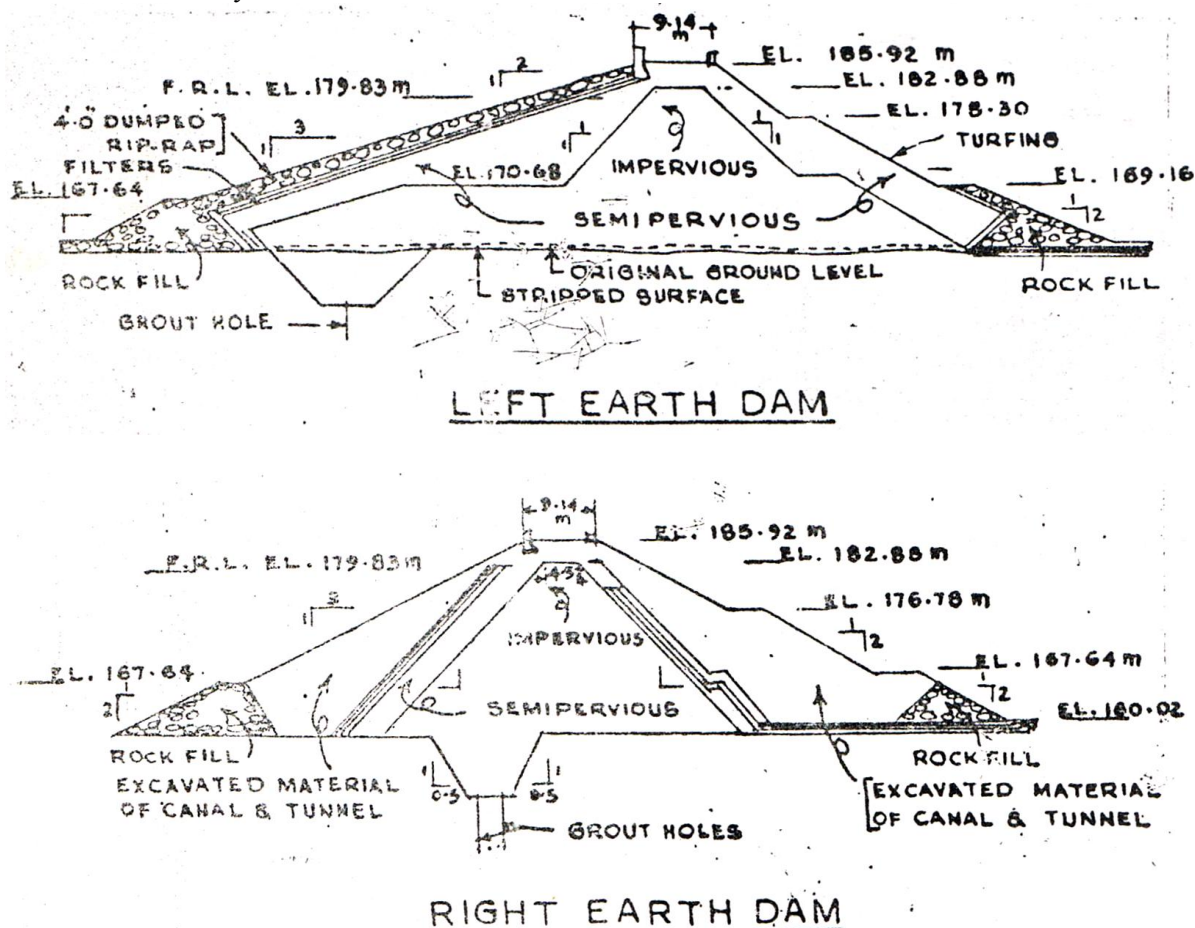 9.14
m
EL. 185.92 m
EL. 182.88 m
EL. 178.30
TURFING
EL. 169.16
F.R.L. EL. 179.83 m
1 2
4'-0" DUMPED
RIP-RAP
1 3
FILTERS
EL. 167.64
EL. 170.68
1
1
IMPERVIOUS
1
1
SEMIPERVIOUS
1
2
ROCK FILL
ORIGINAL GROUND LEVEL
STRIPPED SURFACE
ROCK FILL
GROUT HOLE
LEFT EARTH DAM
9.14
m
EL. 185.92 m
EL. 182.88 m
F.R.L. EL. 179.83 m
EL. 176.78 m
1
IMPERVIOUS
1
2
EL. 167.64
EL. 167.64 m
2
1
2
SEMIPERVIOUS
EL. 160.02
ROCK FILL
ROCK FILL
EXCAVATED MATERIAL
OF CANAL & TUNNEL
1
0.5
1
EXCAVATED MATERIAL
OF CANAL & TUNNEL
GROUT HOLES
RIGHT EARTH DAM